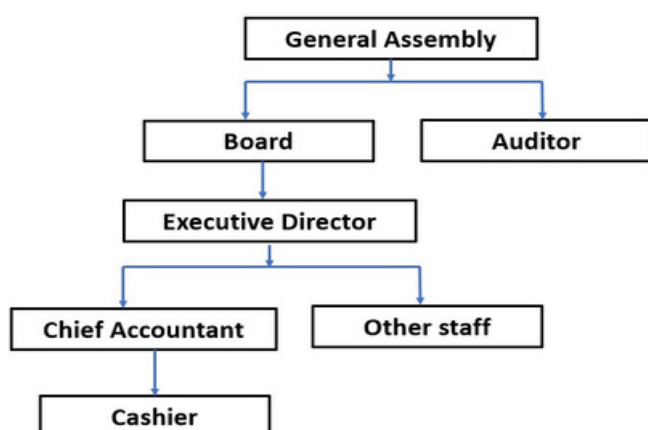 General Assembly
Board
Auditor
Executive Director
Chief Accountant
Other staff
Cashier